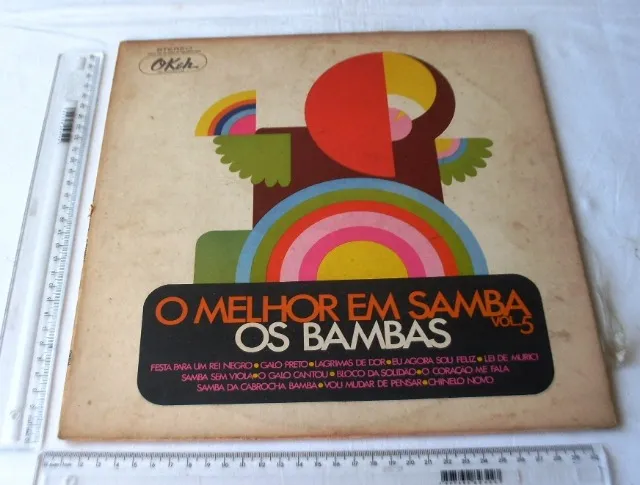 STEREO
OKeh
O MELHOR EM SAMBA
VOL.5
OS BAMBAS
FESTA PARA UM REI NEGRO • GALO PRETO • LAGRIMAS DE DOR • EU AGORA SOU FELIZ • LEI DE MURICI
SAMBA SEM VIOLA • O GALO CANTOU • BLOCO DA SOLIDÃO • O CORAÇÃO ME FALA
SAMBA DA CABROCHA BAMBA • VOU MUDAR DE PENSAR • CHINELO NOVO